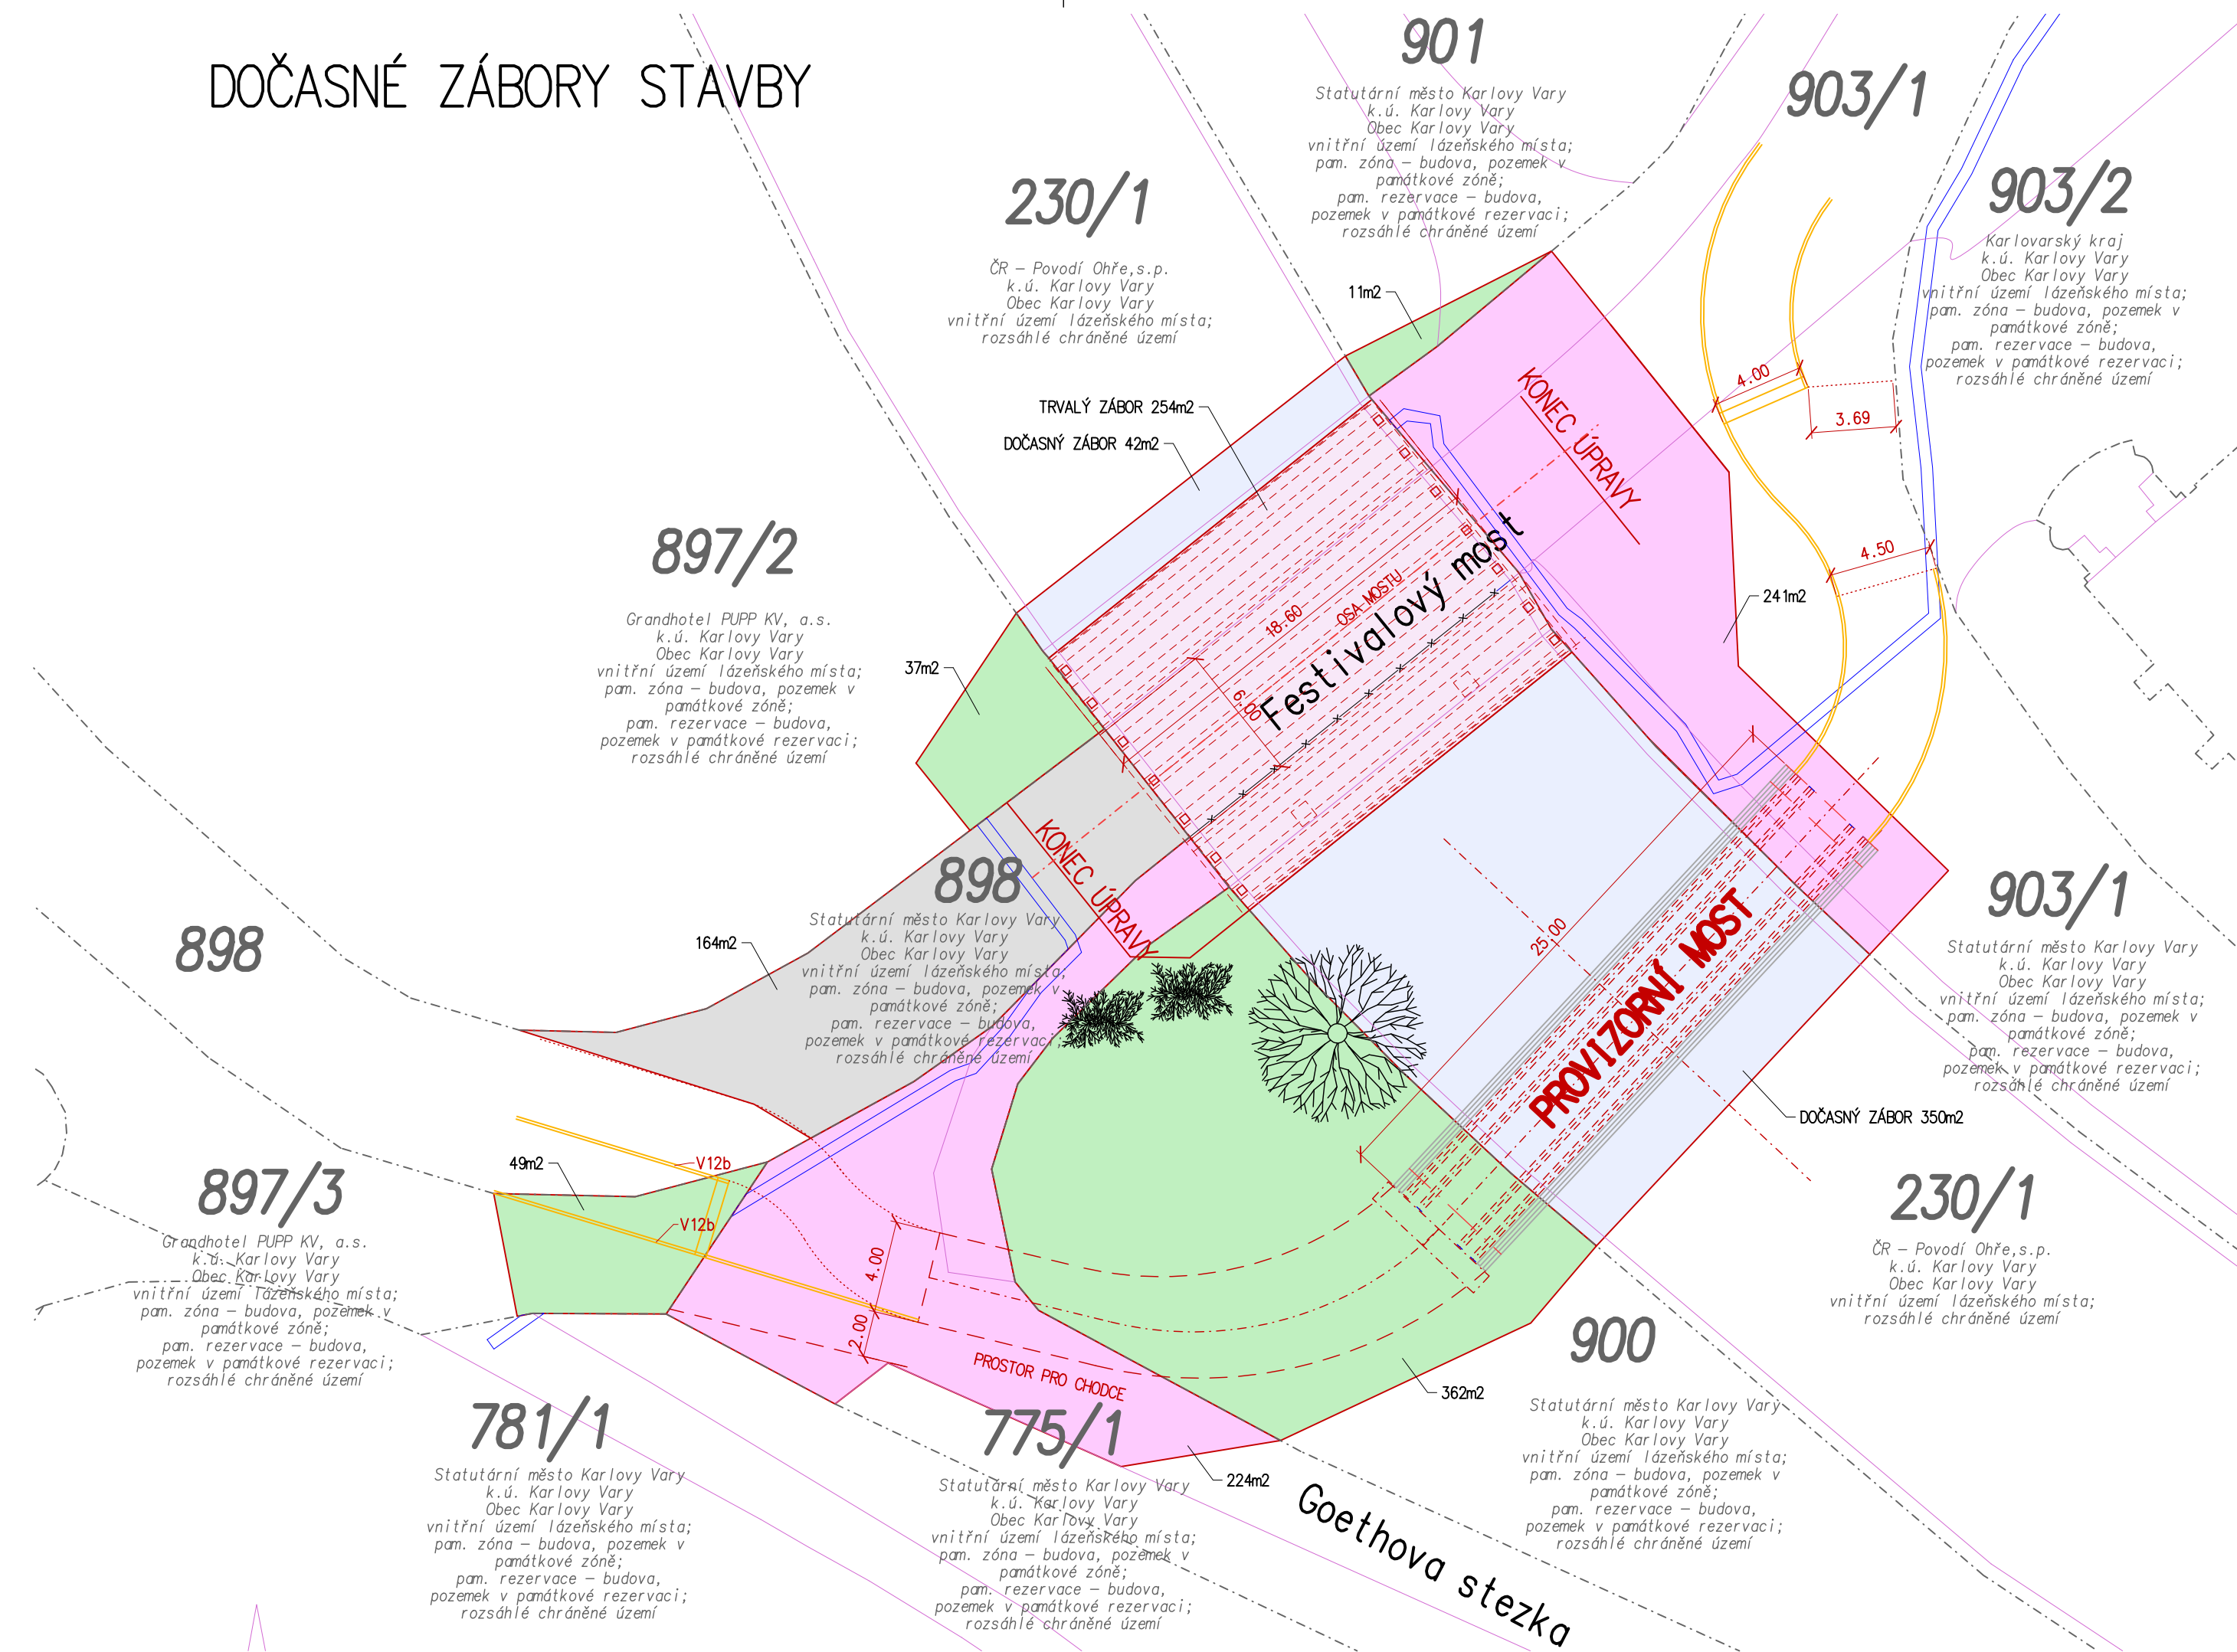 DOČASNÉ ZÁBORY STAVBY
901
Statutární město Karlovy Vary
k.ú. Karlovy Vary
Obec Karlovy Vary
vnitřní území lázeňského místa;
pam. zóna – budova, pozemek v
památkové zóně;
pam. rezervace – budova,
pozemek v památkové rezervaci;
rozsáhlé chráněné území
903/1
903/2
Karlovarský kraj
k.ú. Karlovy Vary
Obec Karlovy Vary
vnitřní území lázeňského místa;
pam. zóna – budova, pozemek v
památkové zóně;
pam. rezervace – budova,
pozemek v památkové rezervaci;
rozsáhlé chráněné území
230/1
ČR – Povodí Ohře,s.p.
k.ú. Karlovy Vary
Obec Karlovy Vary
vnitřní území lázeňského místa;
rozsáhlé chráněné území
11m2
TRVALÝ ZÁBOR 254m2
DOČASNÝ ZÁBOR 42m2
KONEC ÚPRAVY
4.00
3.69
4.50
241m2
897/2
Grandhotel PUPP KV, a.s.
k.ú. Karlovy Vary
Obec Karlovy Vary
vnitřní území lázeňského místa;
pam. zóna – budova, pozemek v
památkové zóně;
pam. rezervace – budova,
pozemek v památkové rezervaci;
rozsáhlé chráněné území
37m2
18.60
OSA MOSTU
Festivalový most
6.00
KONEC ÚPRAVY
898
898
Statutární město Karlovy Vary
k.ú. Karlovy Vary
Obec Karlovy Vary
vnitřní území lázeňského místa;
pam. zóna – budova, pozemek v
památkové zóně;
pam. rezervace – budova,
pozemek v památkové rezervaci;
rozsáhlé chráněné území
164m2
25.00
PROVIZORNÍ MOST
903/1
Statutární město Karlovy Vary
k.ú. Karlovy Vary
Obec Karlovy Vary
vnitřní území lázeňského místa;
pam. zóna – budova, pozemek v
památkové zóně;
pam. rezervace – budova,
pozemek v památkové rezervaci;
rozsáhlé chráněné území
DOČASNÝ ZÁBOR 350m2
49m2
V12b
V12b
897/3
Grandhotel PUPP KV, a.s.
k.ú. Karlovy Vary
Obec Karlovy Vary
vnitřní území lázeňského místa;
pam. zóna – budova, pozemek v
památkové zóně;
pam. rezervace – budova,
pozemek v památkové rezervaci;
rozsáhlé chráněné území
4.00
2.00
PROSTOR PRO CHODCE
230/1
ČR – Povodí Ohře,s.p.
k.ú. Karlovy Vary
Obec Karlovy Vary
vnitřní území lázeňského místa;
rozsáhlé chráněné území
362m2
224m2
900
Statutární město Karlovy Vary
k.ú. Karlovy Vary
Obec Karlovy Vary
vnitřní území lázeňského místa;
pam. zóna – budova, pozemek v
památkové zóně;
pam. rezervace – budova,
pozemek v památkové rezervaci;
rozsáhlé chráněné území
781/1
Statutární město Karlovy Vary
k.ú. Karlovy Vary
Obec Karlovy Vary
vnitřní území lázeňského místa;
pam. zóna – budova, pozemek v
památkové zóně;
pam. rezervace – budova,
pozemek v památkové rezervaci;
rozsáhlé chráněné území
775/1
Statutární město Karlovy Vary
k.ú. Karlovy Vary
Obec Karlovy Vary
vnitřní území lázeňského místa;
pam. zóna – budova, pozemek v
památkové zóně;
pam. rezervace – budova,
pozemek v památkové rezervaci;
rozsáhlé chráněné území
Goethova stezka